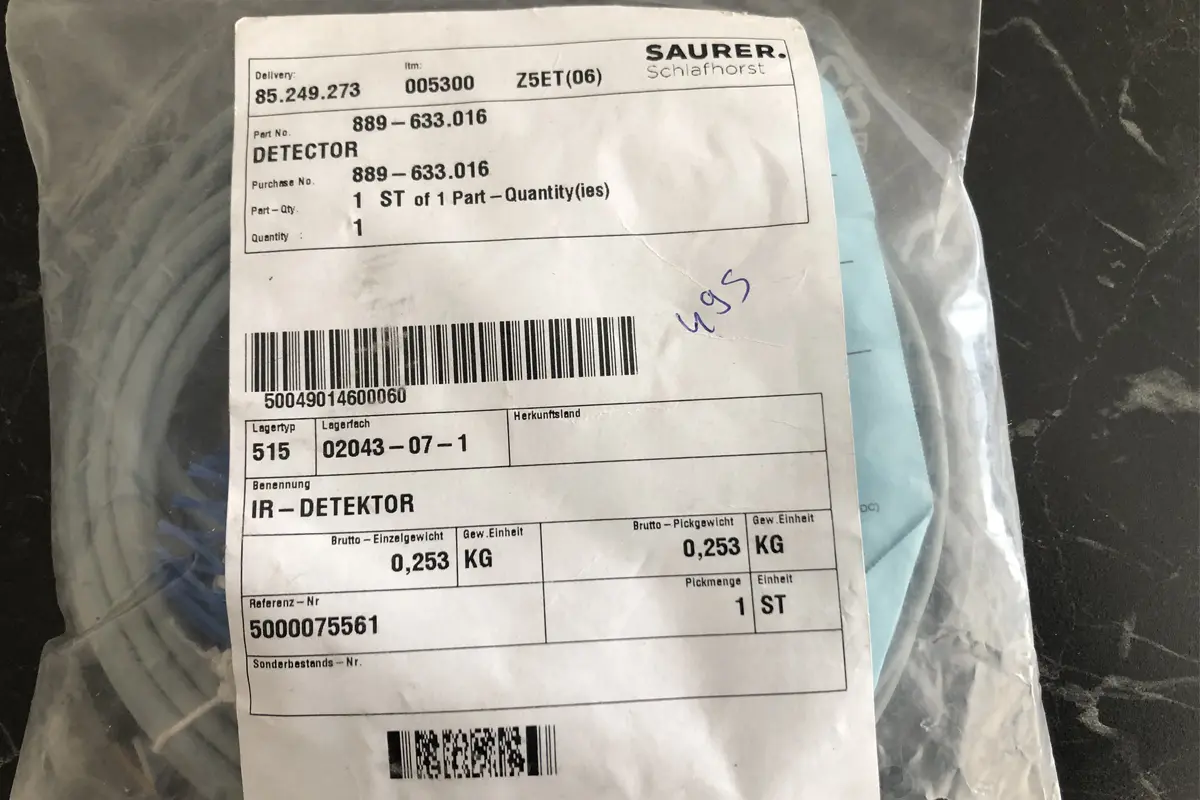 SAURER.
Schlafhorst
Delivery: Itm:
85.249.273 005300 Z5ET(06)
Part No. 889-633.016
DETECTOR
Purchase No. 889-633.016
Part-Qty. 1 ST of 1 Part-Quantity(ies)
Quantity : 1
495
50049014600060
Lagertyp Lagerfach Herkunftsland
515 02043-07-1
Benennung
IR-DETEKTOR
Brutto-Einzelgewicht Gew.Einheit Brutto-Pickgewicht Gew.Einheit
0,253 KG 0,253 KG
Referenz-Nr Pickmenge Einheit
5000075561 1 ST
Sonderbestands-Nr.